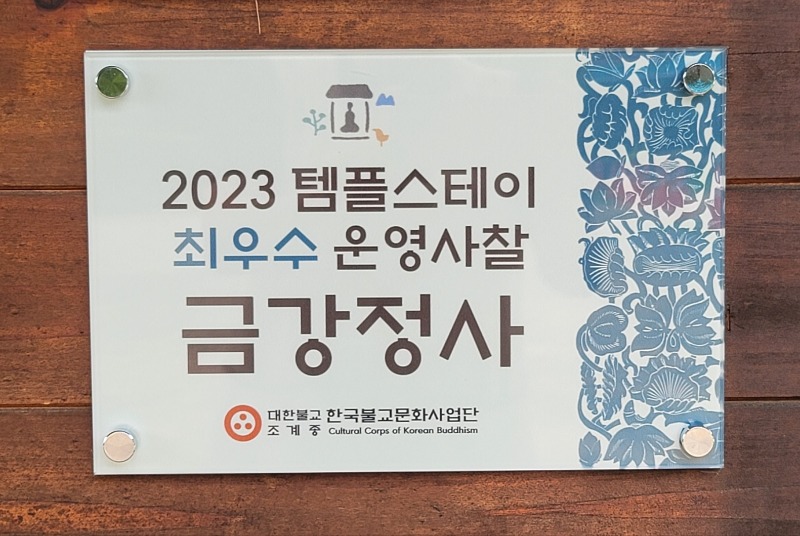 2023 템플스테이
최우수 운영사찰
금강정사
대한불교 한국불교문화사업단
조계종 Cultural Corps of Korean Buddhism